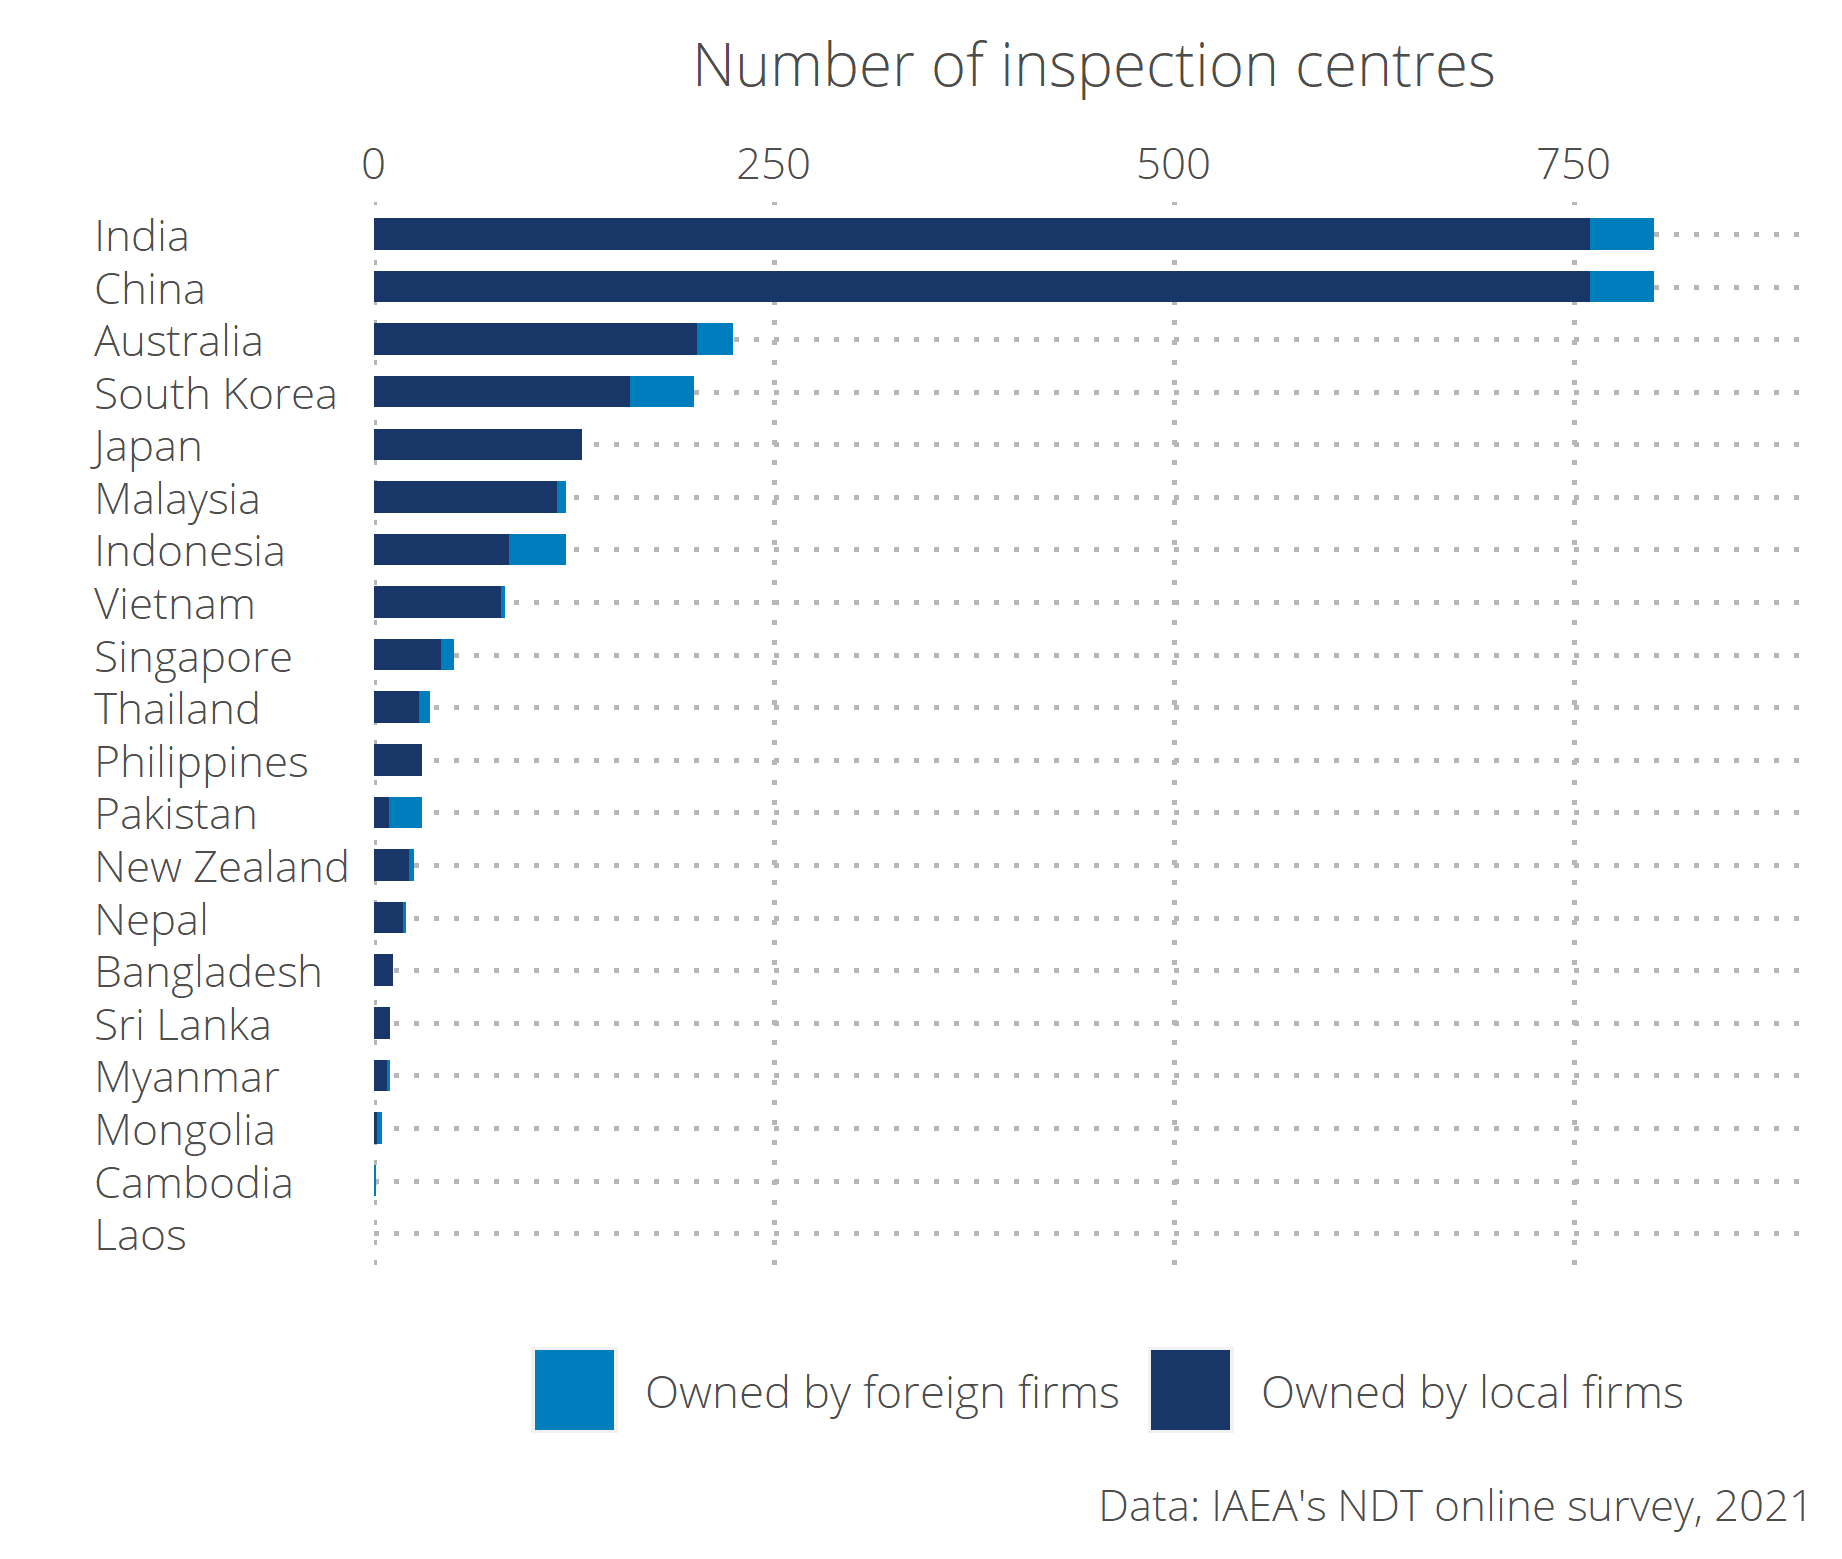 Number of inspection centres
0 250 500 750
India
China
Australia
South Korea
Japan
Malaysia
Indonesia
Vietnam
Singapore
Thailand
Philippines
Pakistan
New Zealand
Nepal
Bangladesh
Sri Lanka
Myanmar
Mongolia
Cambodia
Laos
Owned by foreign firms Owned by local firms
Data: IAEA's NDT online survey, 2021